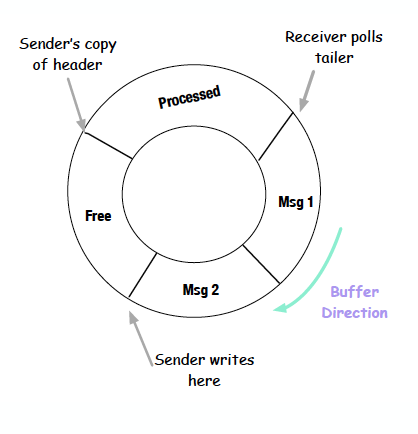 Sender's copy
of header
Receiver polls
tailer
Processed
Msg 1
Free
Msg 2
Buffer
Direction
Sender writes
here